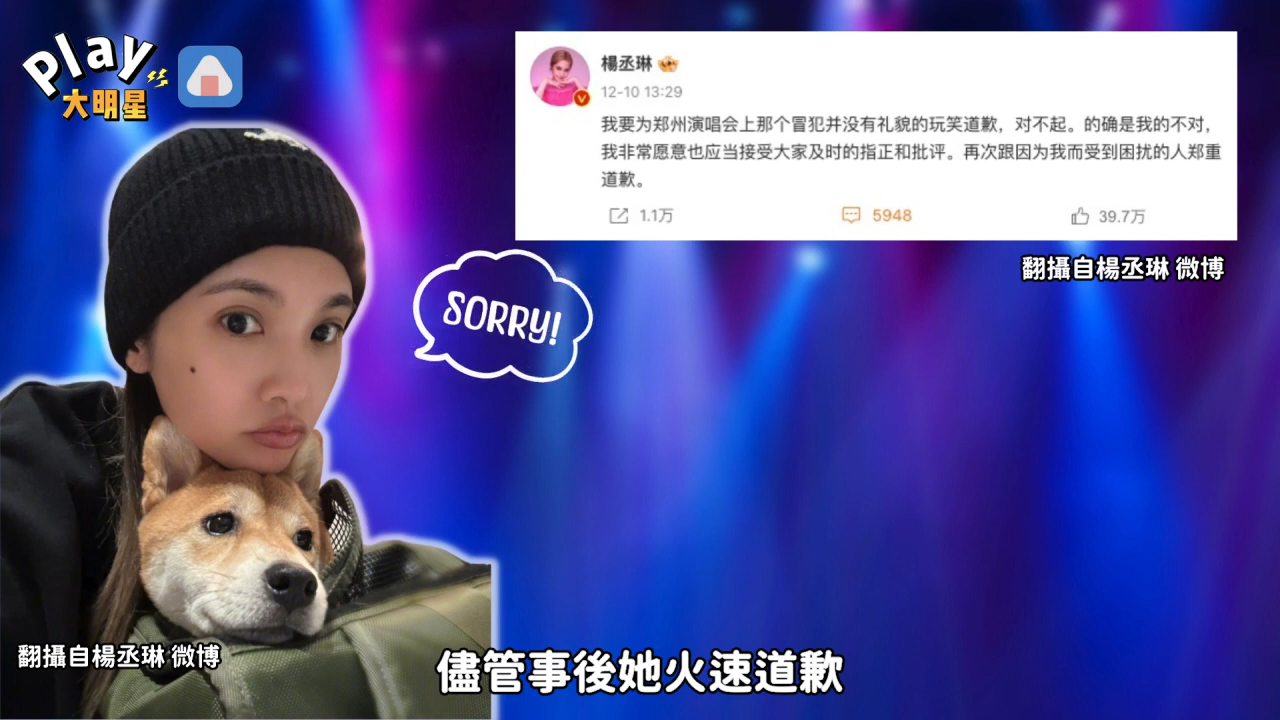 Play
大明星
楊丞琳
12-10 13:29
我要为郑州演唱会上那个冒犯并没有礼貌的玩笑道歉，对不起。的确是我的不对，
我非常愿意也应当接受大家及时的指正和批评。再次跟因为我而受到困扰的人郑重
道歉。
1.1万
5948
39.7万
翻攝自楊丞琳 微博
SORRY!
翻攝自楊丞琳 微博
儘管事後她火速道歉